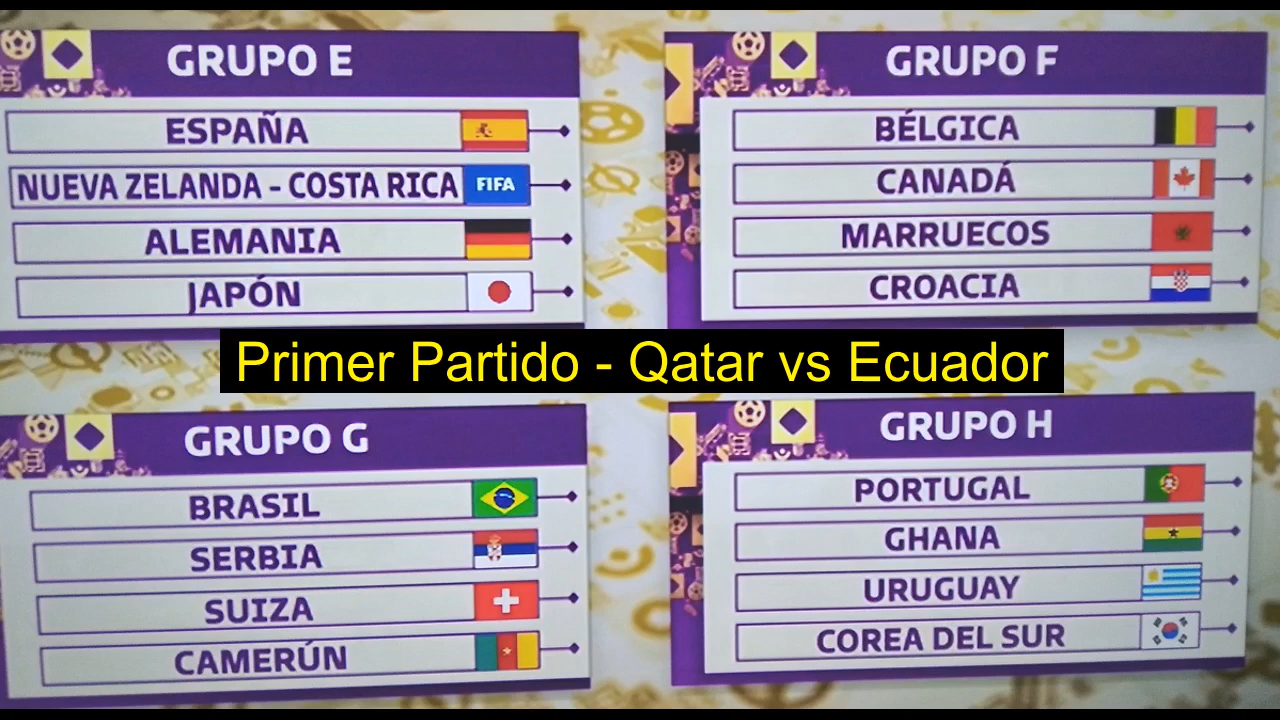 GRUPO E
ESPAÑA
NUEVA ZELANDA - COSTA RICA FIFA
ALEMANIA
JAPÓN
GRUPO F
BÉLGICA
CANADÁ
MARRUECOS
CROACIA
Primer Partido - Qatar vs Ecuador
GRUPO G
BRASIL
SERBIA
SUIZA
CAMERÚN
GRUPO H
PORTUGAL
GHANA
URUGUAY
COREA DEL SUR